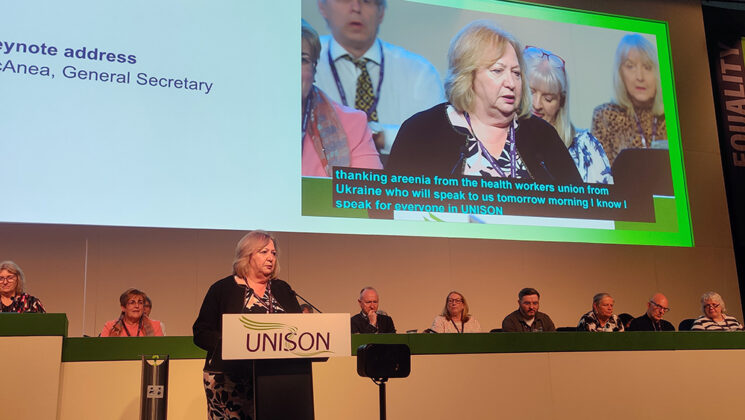 eynote address
cAnea, General Secretary
thanking areenia from the health workers union from
Ukraine who will speak to us tomorrow morning I know I
speak for everyone in UNISON
EQUALITY
UNISON